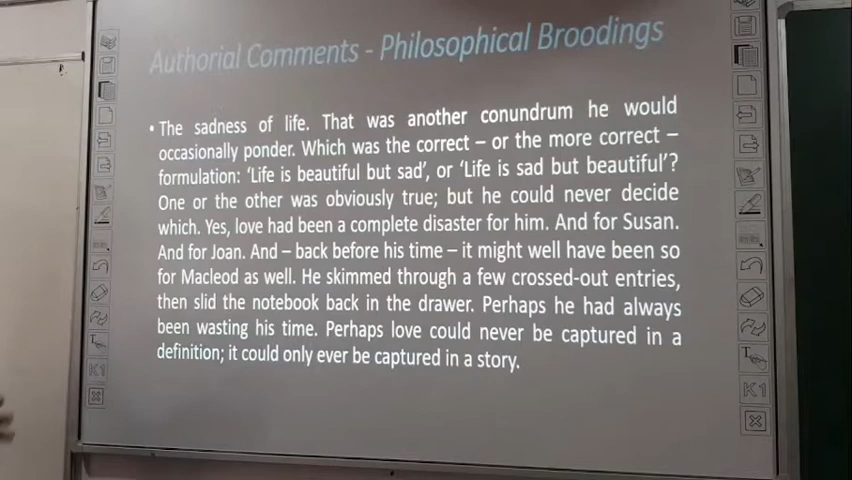 Authorial Comments - Philosophical Broodings
• The sadness of life. That was another conundrum he would
occasionally ponder. Which was the correct – or the more correct –
formulation: ‘Life is beautiful but sad’, or ‘Life is sad but beautiful’?
One or the other was obviously true; but he could never decide
which. Yes, love had been a complete disaster for him. And for Susan.
And for Joan. And – back before his time – it might well have been so
for Macleod as well. He skimmed through a few crossed-out entries,
then slid the notebook back in the drawer. Perhaps he had always
been wasting his time. Perhaps love could never be captured in a
definition; it could only ever be captured in a story.
T
K1
T
K1